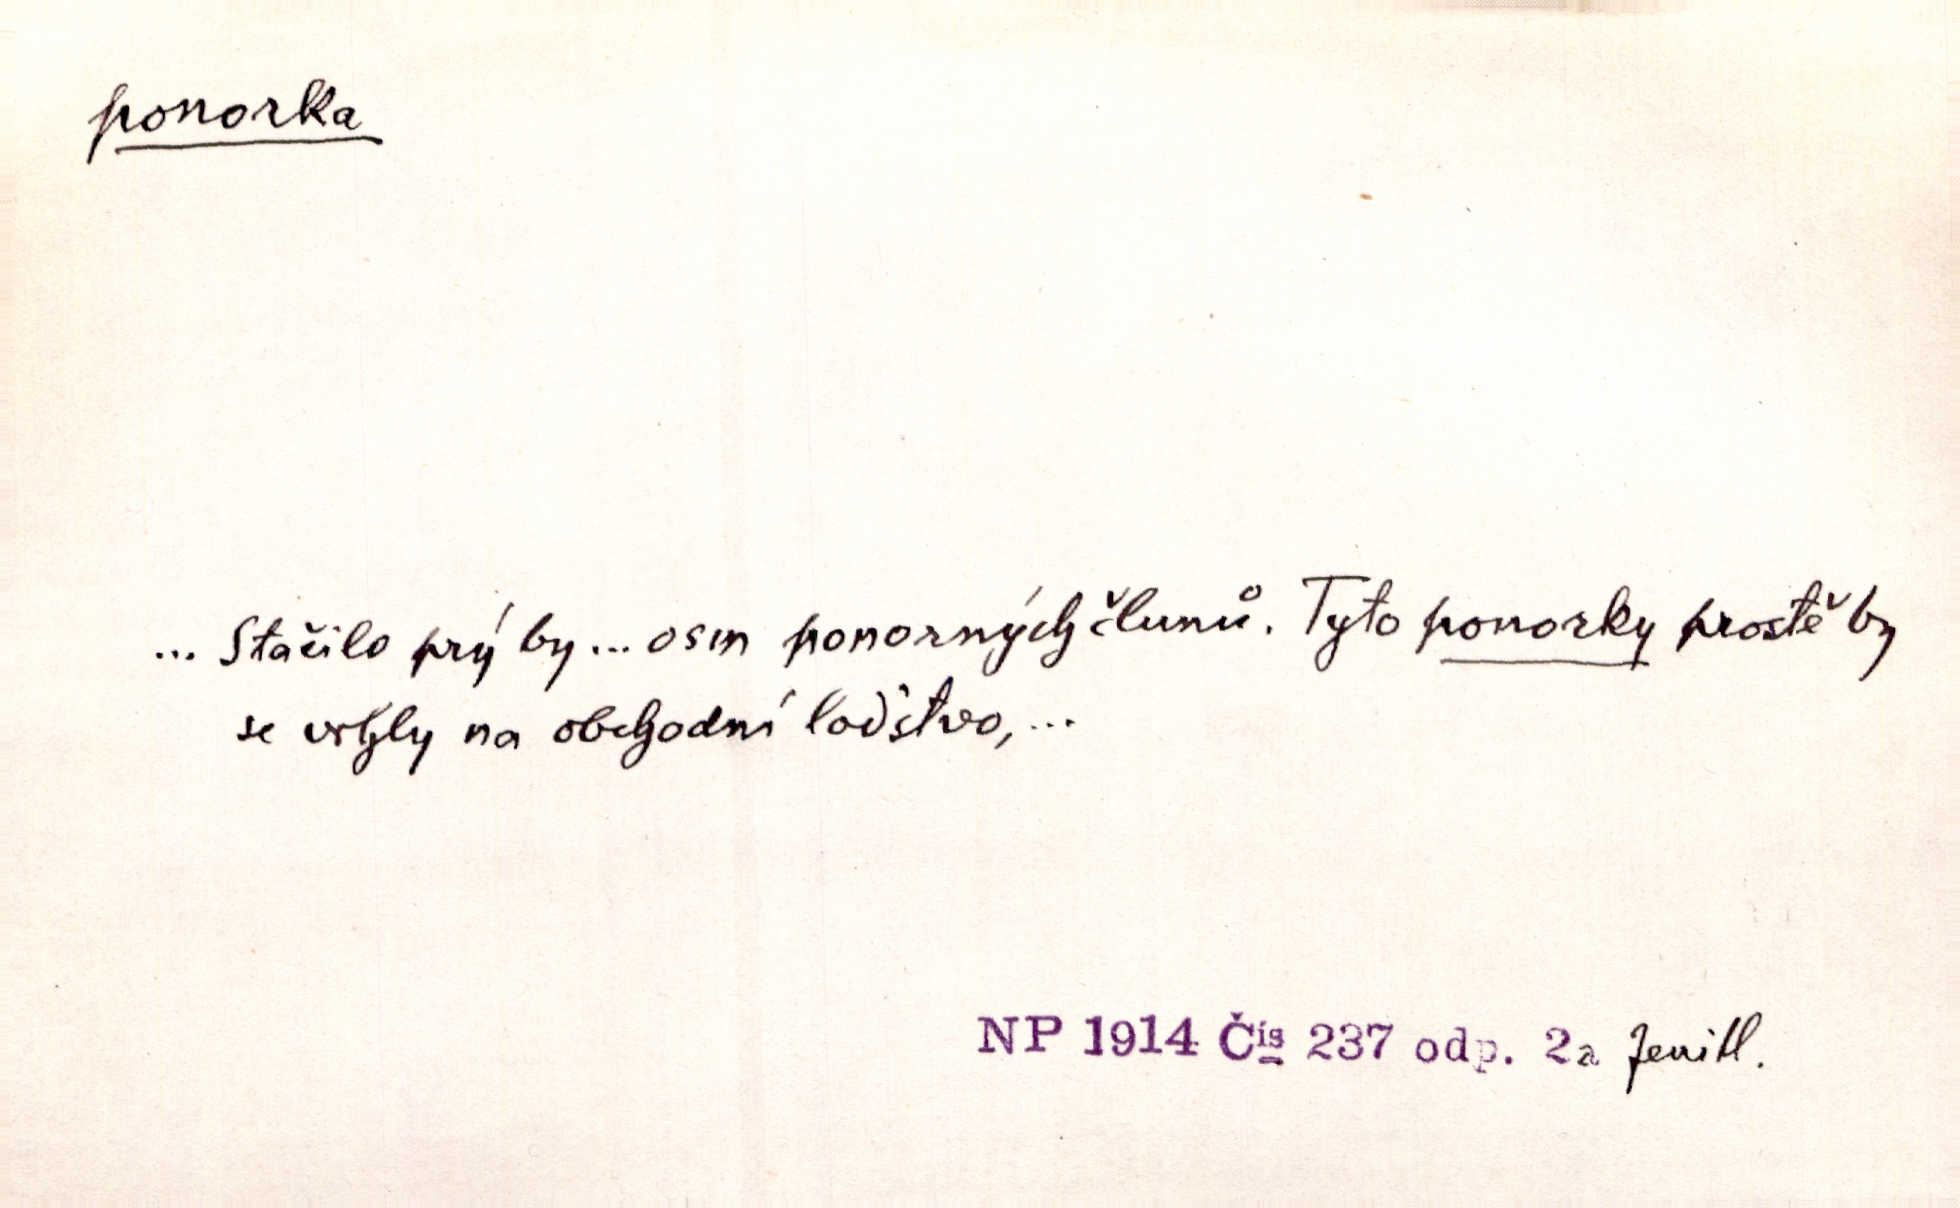 ponorka
... Stačilo prý by ... osm ponorných člunů. Tyto ponorky prostě by
se vrhly na obchodní loďstvo, ...
NP 1914 Čís 237 odp. 2a